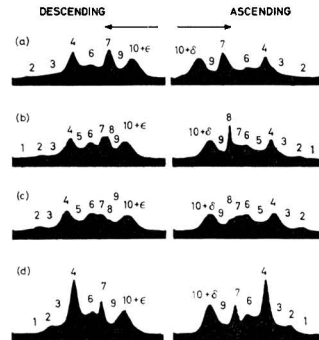 DESCENDING ASCENDING
(a) 2 3 4 6 7 9 10+ε 10+δ 9 7 6 4 3 2
(b) 1 2 3 4 5 6 7 8 9 10+ε 10+δ 9 8 7 6 5 4 3 2 1
(c) 2 3 4 5 6 7 8 9 10+ε 10+δ 9 8 7 6 5 4 3 2
(d) 1 2 3 4 6 7 9 10+ε 10+δ 9 7 6 4 3 2 1